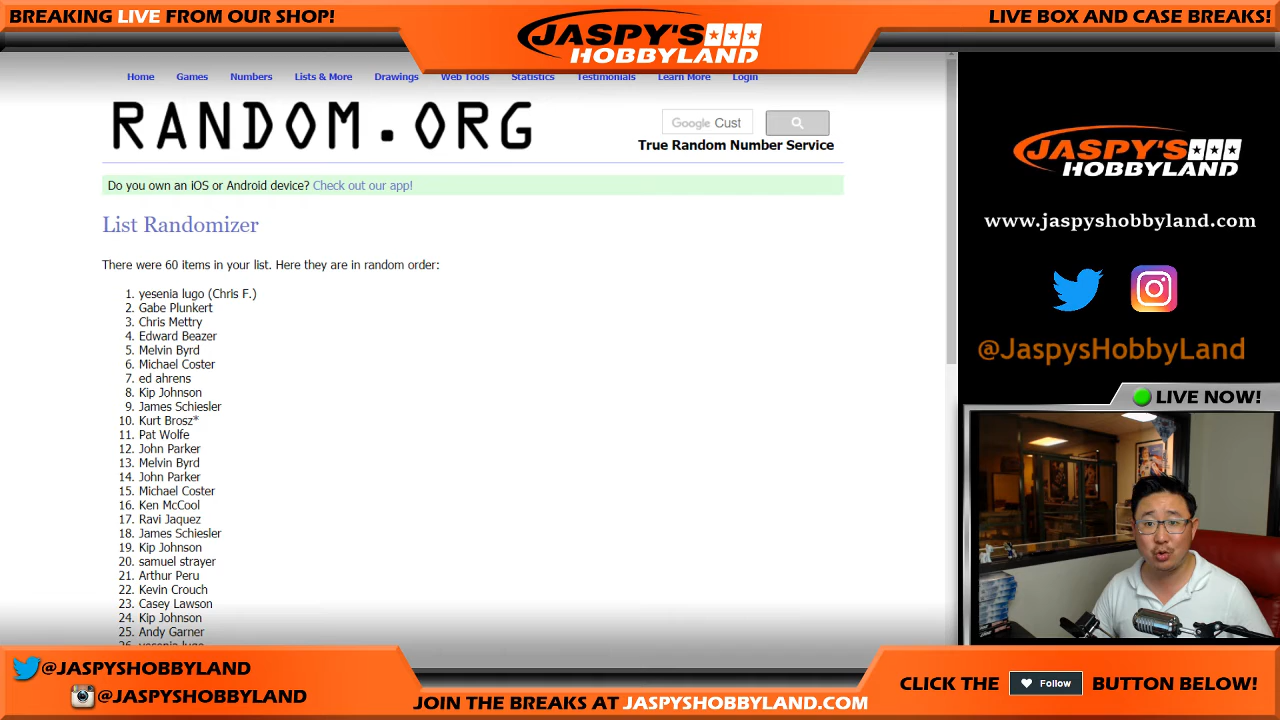 BREAKING LIVE FROM OUR SHOP!
JASPY'S
HOBBYLAND
LIVE BOX AND CASE BREAKS!
Home Games Numbers Lists & More Drawings Web Tools Statistics Testimonials Learn More Login
RANDOM.ORG
Google Cust
True Random Number Service
Do you own an iOS or Android device? Check out our app!
List Randomizer
There were 60 items in your list. Here they are in random order:
1. yesenia lugo (Chris F.)
2. Gabe Plunkert
3. Chris Mettry
4. Edward Beazer
5. Melvin Byrd
6. Michael Coster
7. ed ahrens
8. Kip Johnson
9. James Schiesler
10. Kurt Brosz*
11. Pat Wolfe
12. John Parker
13. Melvin Byrd
14. John Parker
15. Michael Coster
16. Ken McCool
17. Ravi Jaquez
18. James Schiesler
19. Kip Johnson
20. samuel strayer
21. Arthur Peru
22. Kevin Crouch
23. Casey Lawson
24. Kip Johnson
25. Andy Garner
26. yesenia lugo
JASPY'S
HOBBYLAND
www.jaspyshobbyland.com
@JaspysHobbyLand
LIVE NOW!
@JASPYSHOBBYLAND
@JASPYSHOBBYLAND
JOIN THE BREAKS AT JASPYSHOBBYLAND.COM
CLICK THE Follow BUTTON BELOW!